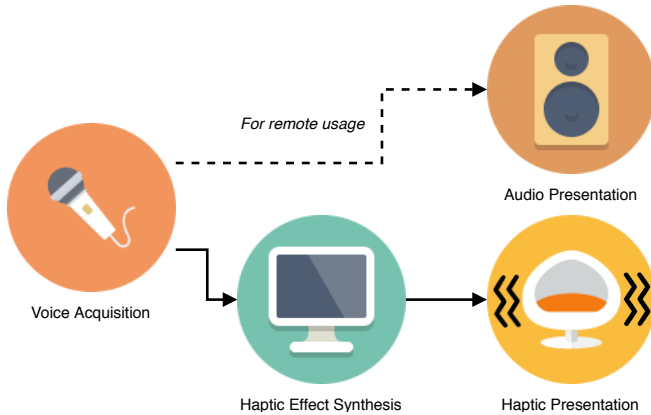 For remote usage
Audio Presentation
Voice Acquisition
Haptic Effect Synthesis
Haptic Presentation